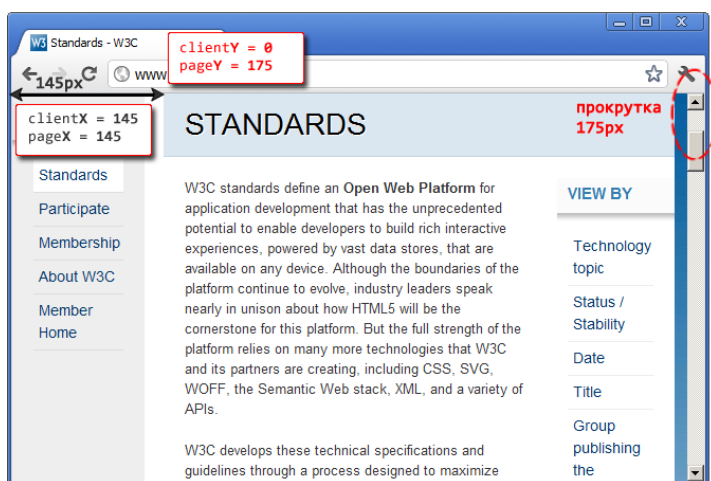 W3 Standards - W3C
clientY = 0
pageY = 175
145px
www
clientX = 145
pageX = 145
STANDARDS
прокрутка
175px
Standards
Participate
Membership
About W3C
Member
Home
W3C standards define an Open Web Platform for
application development that has the unprecedented
potential to enable developers to build rich interactive
experiences, powered by vast data stores, that are
available on any device. Although the boundaries of the
platform continue to evolve, industry leaders speak
nearly in unison about how HTML5 will be the
cornerstone for this platform. But the full strength of the
platform relies on many more technologies that W3C
and its partners are creating, including CSS, SVG,
WOFF, the Semantic Web stack, XML, and a variety of
APIs.
W3C develops these technical specifications and
guidelines through a process designed to maximize
VIEW BY
Technology
topic
Status /
Stability
Date
Title
Group
publishing
the